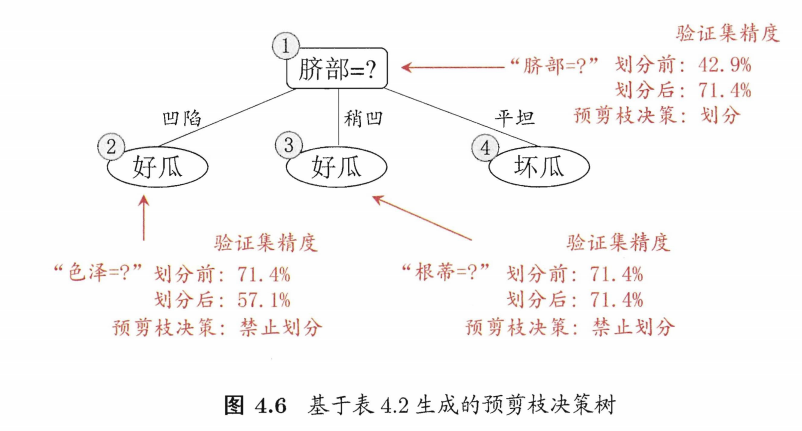 验证集精度
① 脐部=?
“脐部=?” 划分前: 42.9%
划分后: 71.4%
预剪枝决策: 划分
凹陷
稍凹
平坦
② 好瓜
③ 好瓜
④ 坏瓜
验证集精度
“色泽=?” 划分前: 71.4%
划分后: 57.1%
预剪枝决策: 禁止划分
验证集精度
“根蒂=?” 划分前: 71.4%
划分后: 71.4%
预剪枝决策: 禁止划分
图 4.6 基于表 4.2 生成的预剪枝决策树